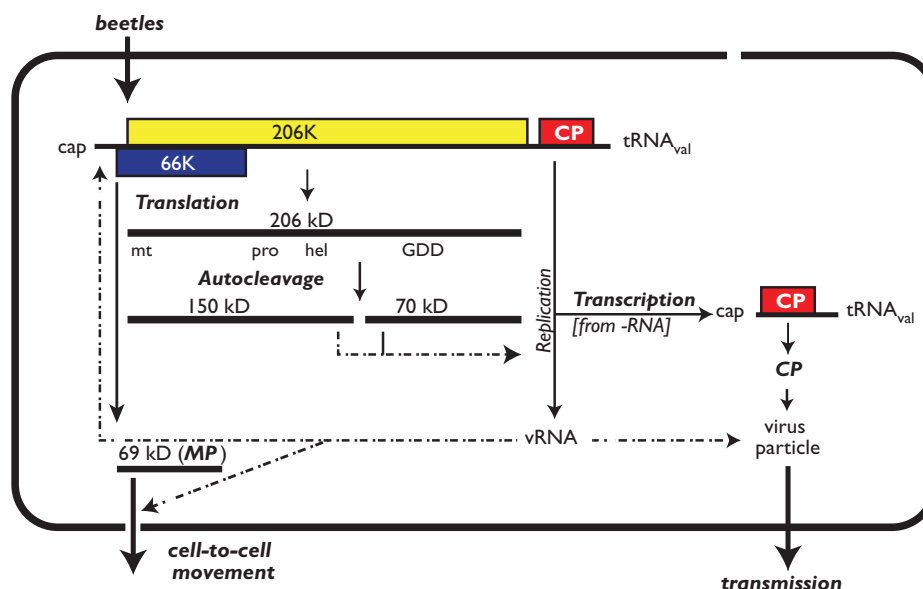 beetles
206K
CP
cap
tRNAval
66K
Translation
206 kD
mt
pro
hel
GDD
Autocleavage
150 kD
70 kD
Replication
Transcription
[from -RNA]
cap
CP
tRNAval
CP
vRNA
virus
particle
69 kD (MP)
cell-to-cell
movement
transmission